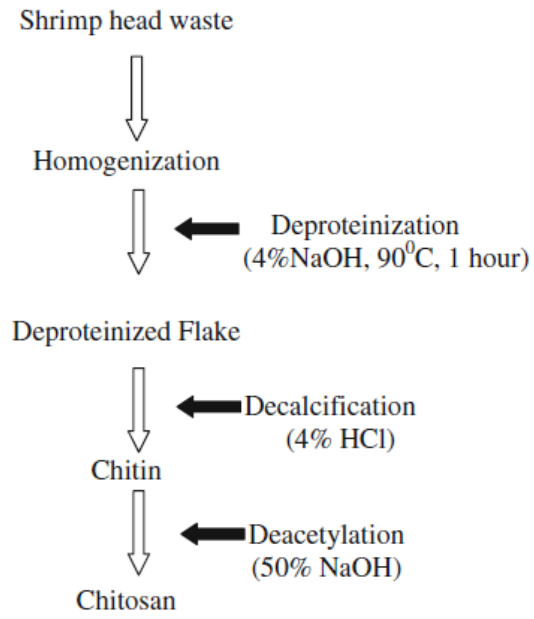 Shrimp head waste
Homogenization
Deproteinization
(4%NaOH, 90⁰C, 1 hour)
Deproteinized Flake
Decalcification
(4% HCl)
Chitin
Deacetylation
(50% NaOH)
Chitosan